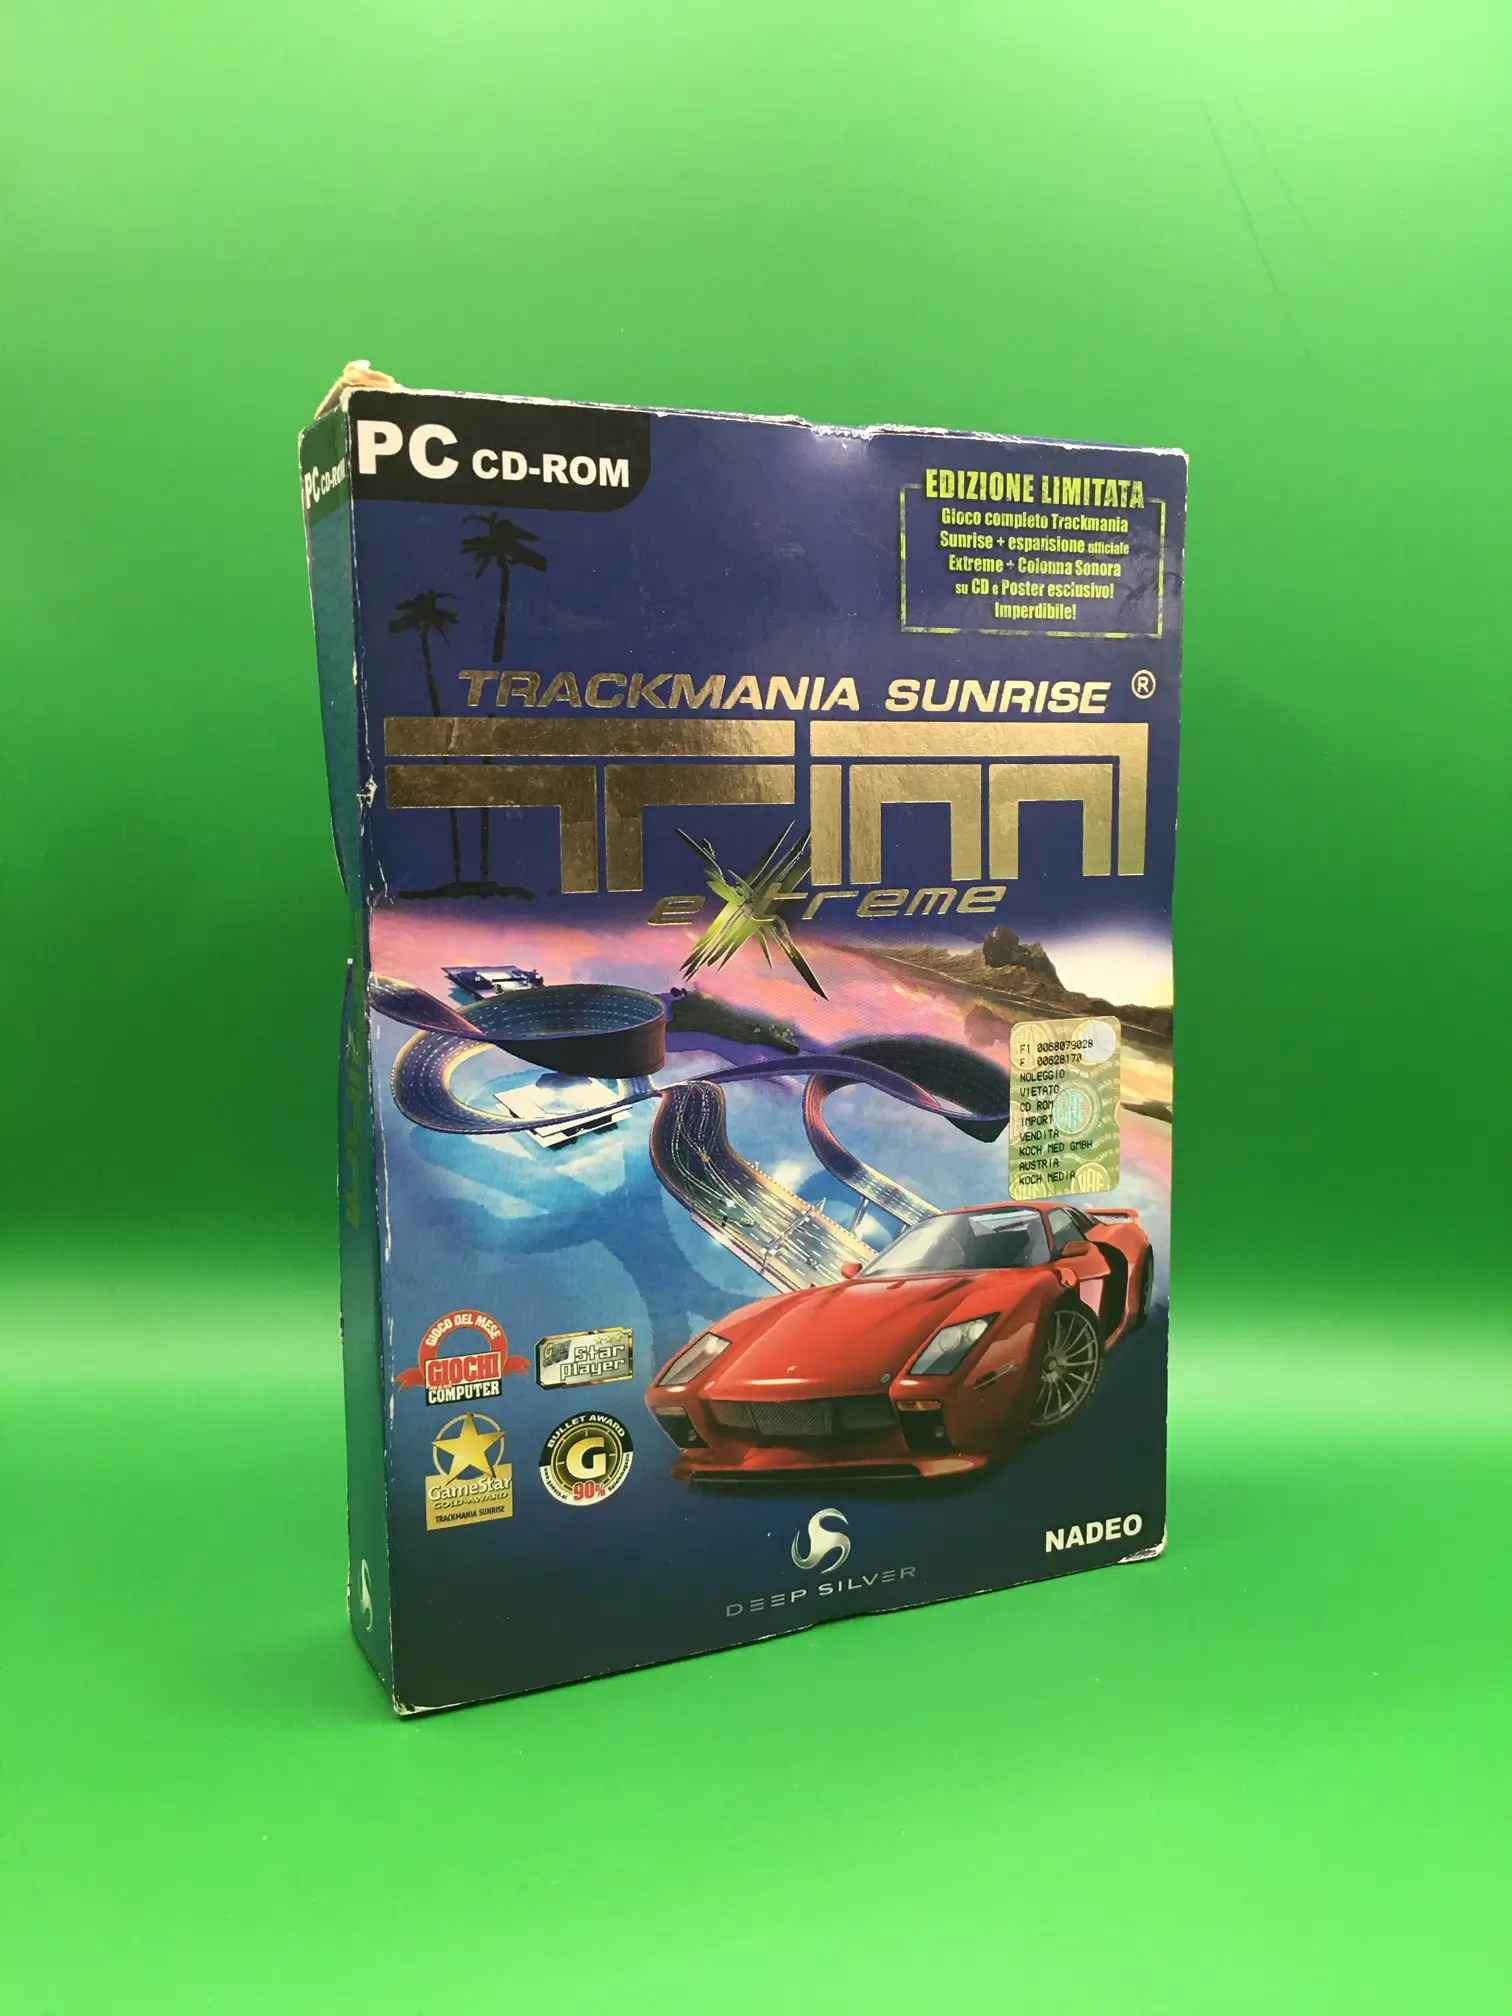 PC CD-ROM
PC CD-ROM
EDIZIONE LIMITATA
Gioco completo Trackmania
Sunrise + espansione ufficiale
Extreme + Colonna Sonora
su CD e Poster esclusivo!
Imperdibile!
TRACKMANIA SUNRISE ®
TM
eXtreme
F1 0068079028
F 00628170
NOLEGGIO
VIETATO
CD ROM
IMPORT
VENDITA
KOCH MED GMBH
AUSTRIA
KOCH MEDIA
GIOCO DEL MESE
GIOCHI
COMPUTER
Star
player
GameStar
GOLD-AWARD
TRACKMANIA SUNRISE
BULLET AWARD
G
90%
DEEP SILVER
NADEO